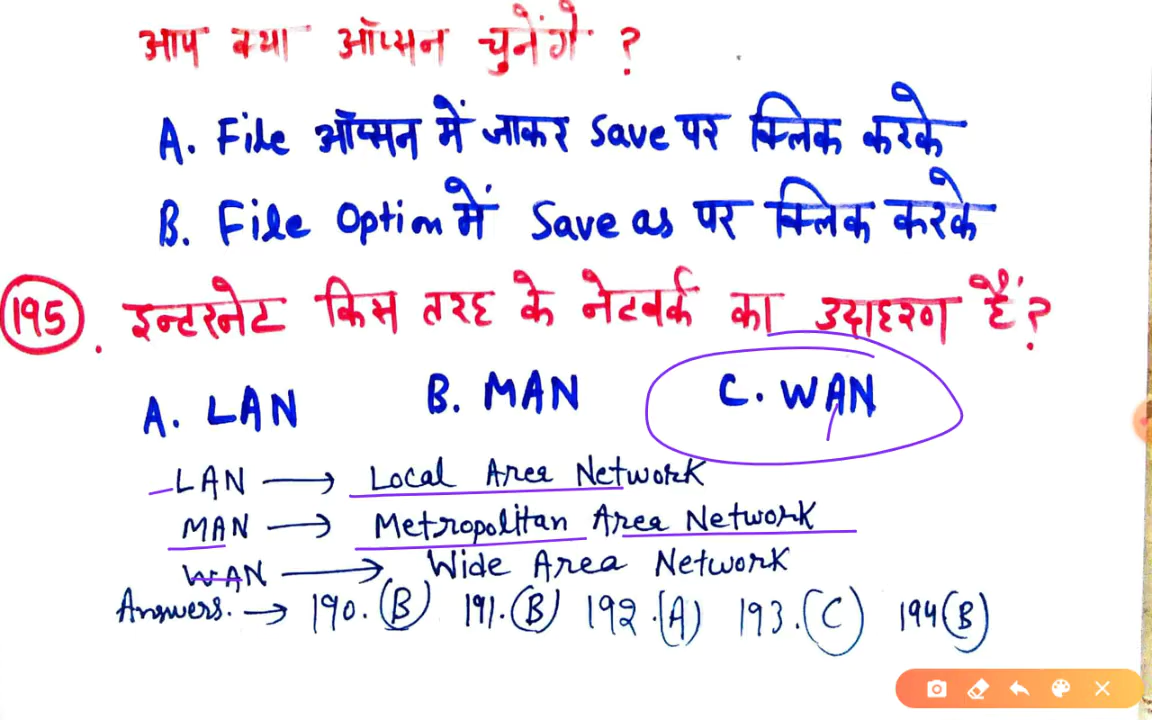 आप क्या ऑप्सन चुनेंगे ?
A. File ऑप्सन में जाकर Save पर क्लिक करके
B. File Option में Save as पर क्लिक करके
195. इन्टरनेट किस तरह के नेटवर्क का उदाहरण हैं ?
A. LAN B. MAN C. WAN
LAN → Local Area Network
MAN → Metropolitan Area Network
WAN → Wide Area Network
Answers. → 190. (B) 191. (B) 192. (A) 193. (C) 194 (B)